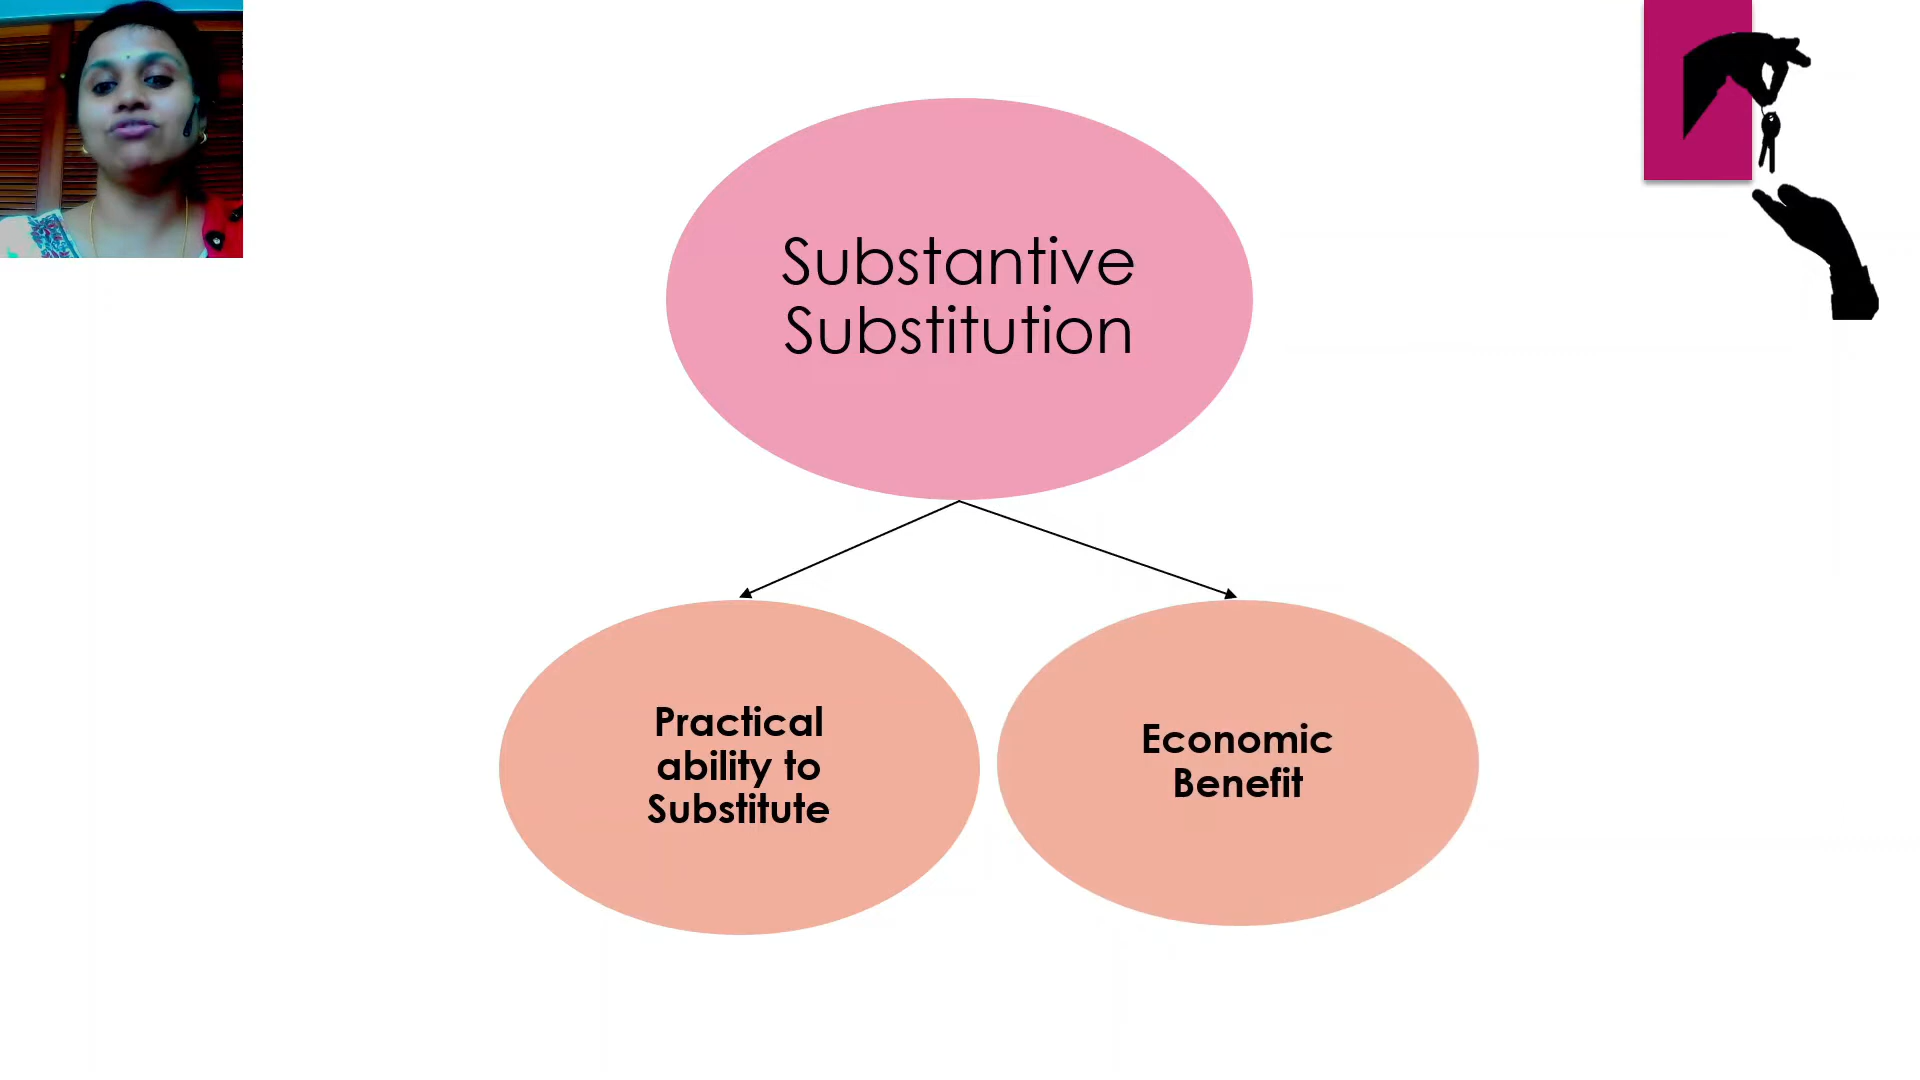 Substantive
Substitution
Practical
ability to
Substitute
Economic
Benefit